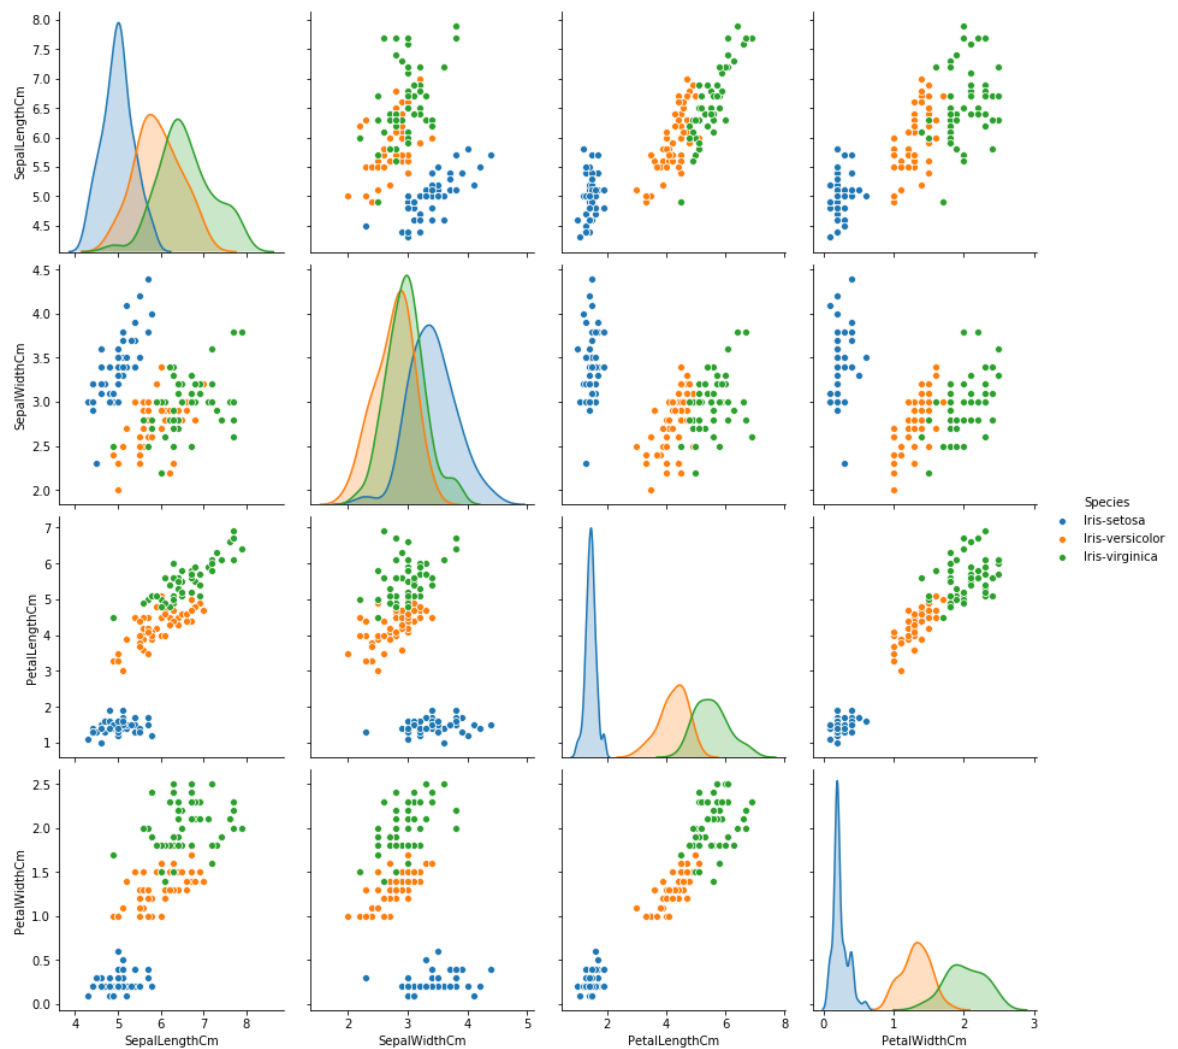 8.0
7.5
7.0
6.5
6.0
5.5
5.0
4.5
SepalLengthCm
4.5
4.0
3.5
3.0
2.5
2.0
SepalWidthCm
Species
Iris-setosa
Iris-versicolor
Iris-virginica
7
6
5
4
3
2
1
PetalLengthCm
2.5
2.0
1.5
1.0
0.5
0.0
PetalWidthCm
4 5 6 7 8
SepalLengthCm
2 3 4 5
SepalWidthCm
2 4 6 8
PetalLengthCm
0 1 2 3
PetalWidthCm